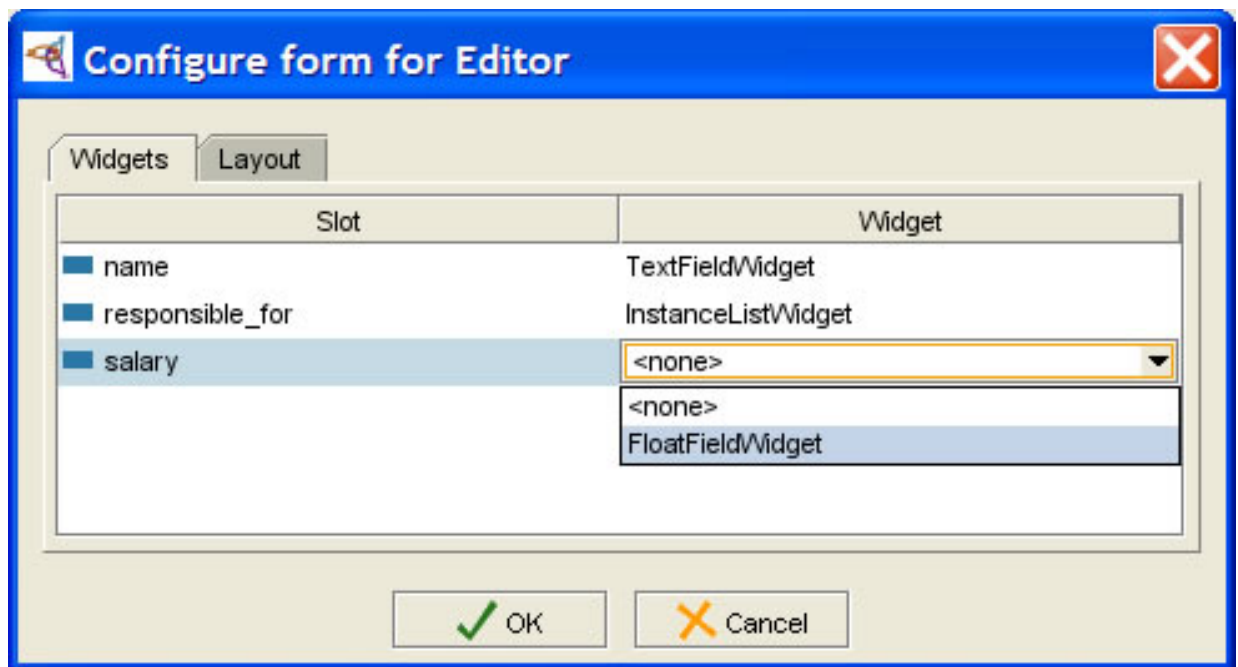 Configure form for Editor
Widgets Layout
Slot Widget
name TextFieldWidget
responsible_for InstanceListWidget
salary <none>
<none>
FloatFieldWidget
OK Cancel